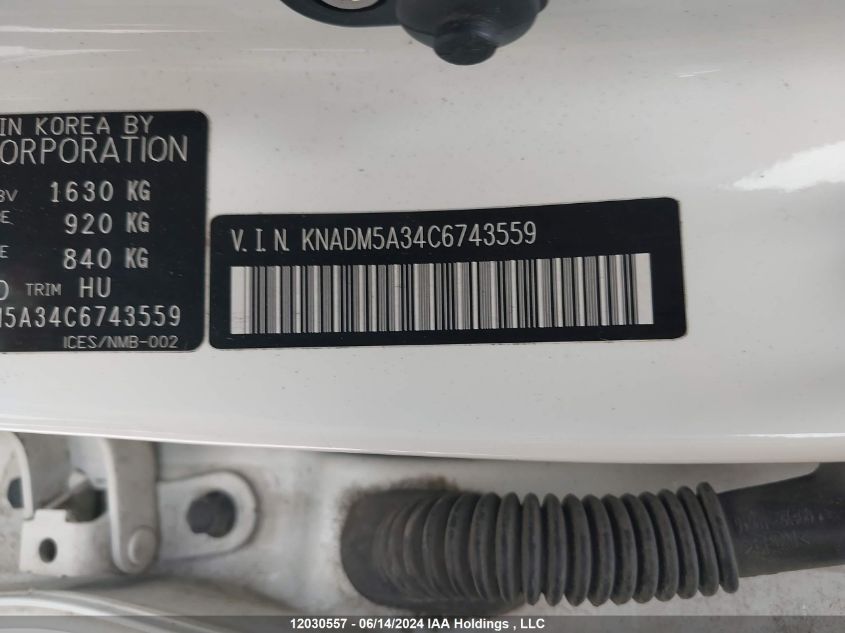 IN KOREA BY
ORPORATION
BV 1630 KG
E 920 KG
E 840 KG
TRIM HU
5A34C6743559
ICES/NMB-002
V.I.N. KNADM5A34C6743559
12030557 - 06/14/2024 IAA Holdings , LLC